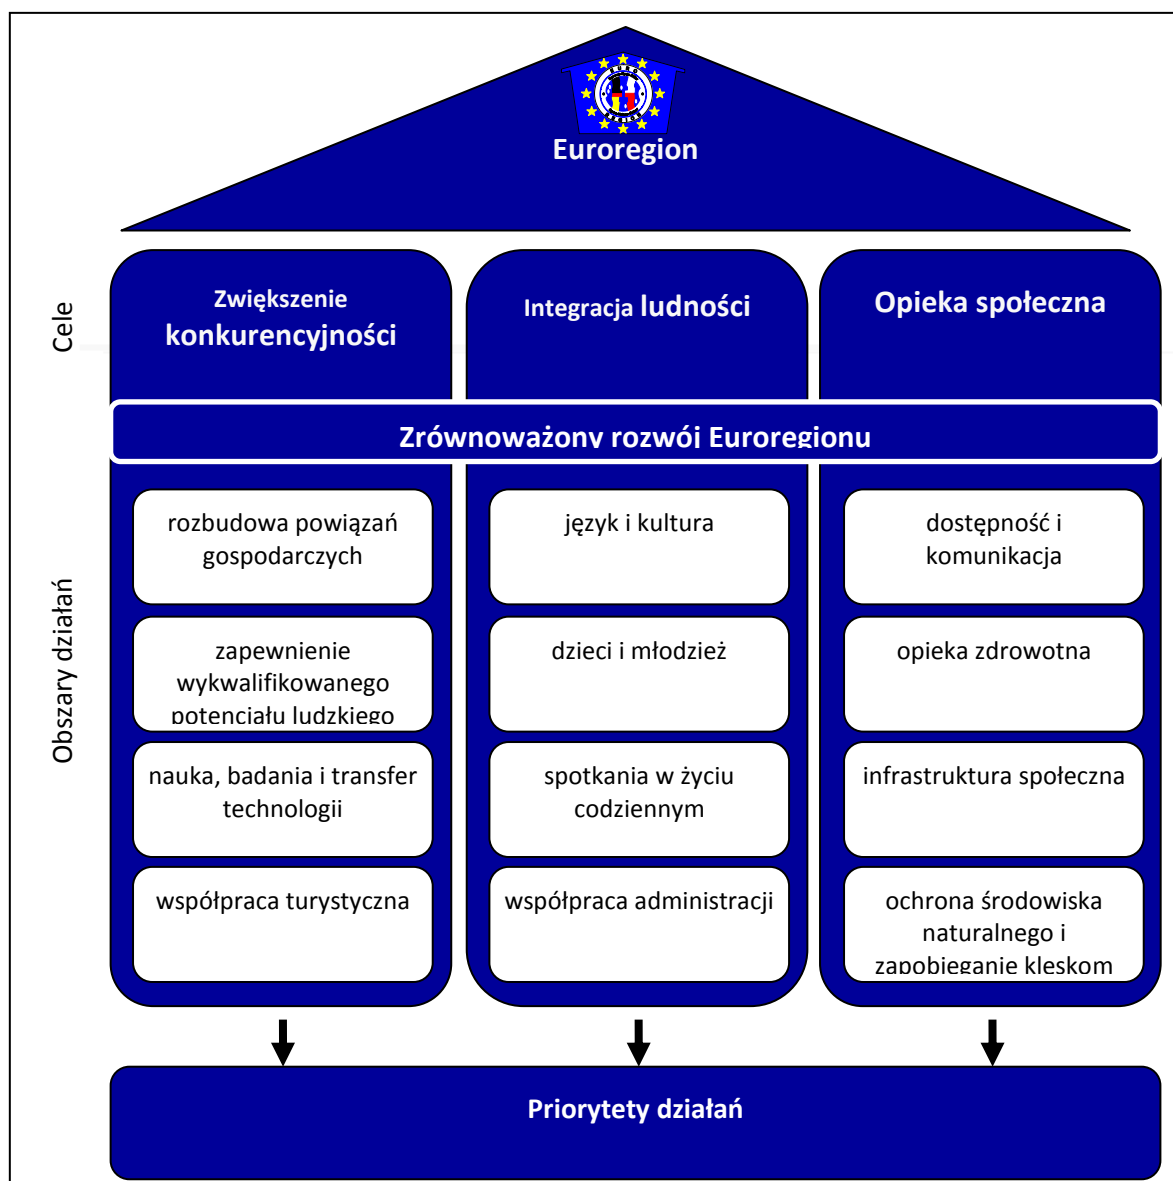 EURO
REGION
Euroregion
Cele
Zwiększenie
konkurencyjności
Integracja ludności
Opieka społeczna
Zrównoważony rozwój Euroregionu
Obszary działań
rozbudowa powiązań
gospodarczych
zapewnienie
wykwalifikowanego
potencjału ludzkiego
nauka, badania i transfer
technologii
współpraca turystyczna
język i kultura
dzieci i młodzież
spotkania w życiu
codziennym
współpraca administracji
dostępność i
komunikacja
opieka zdrowotna
infrastruktura społeczna
ochrona środowiska
naturalnego i
zapobieganie klęskom
Priorytety działań